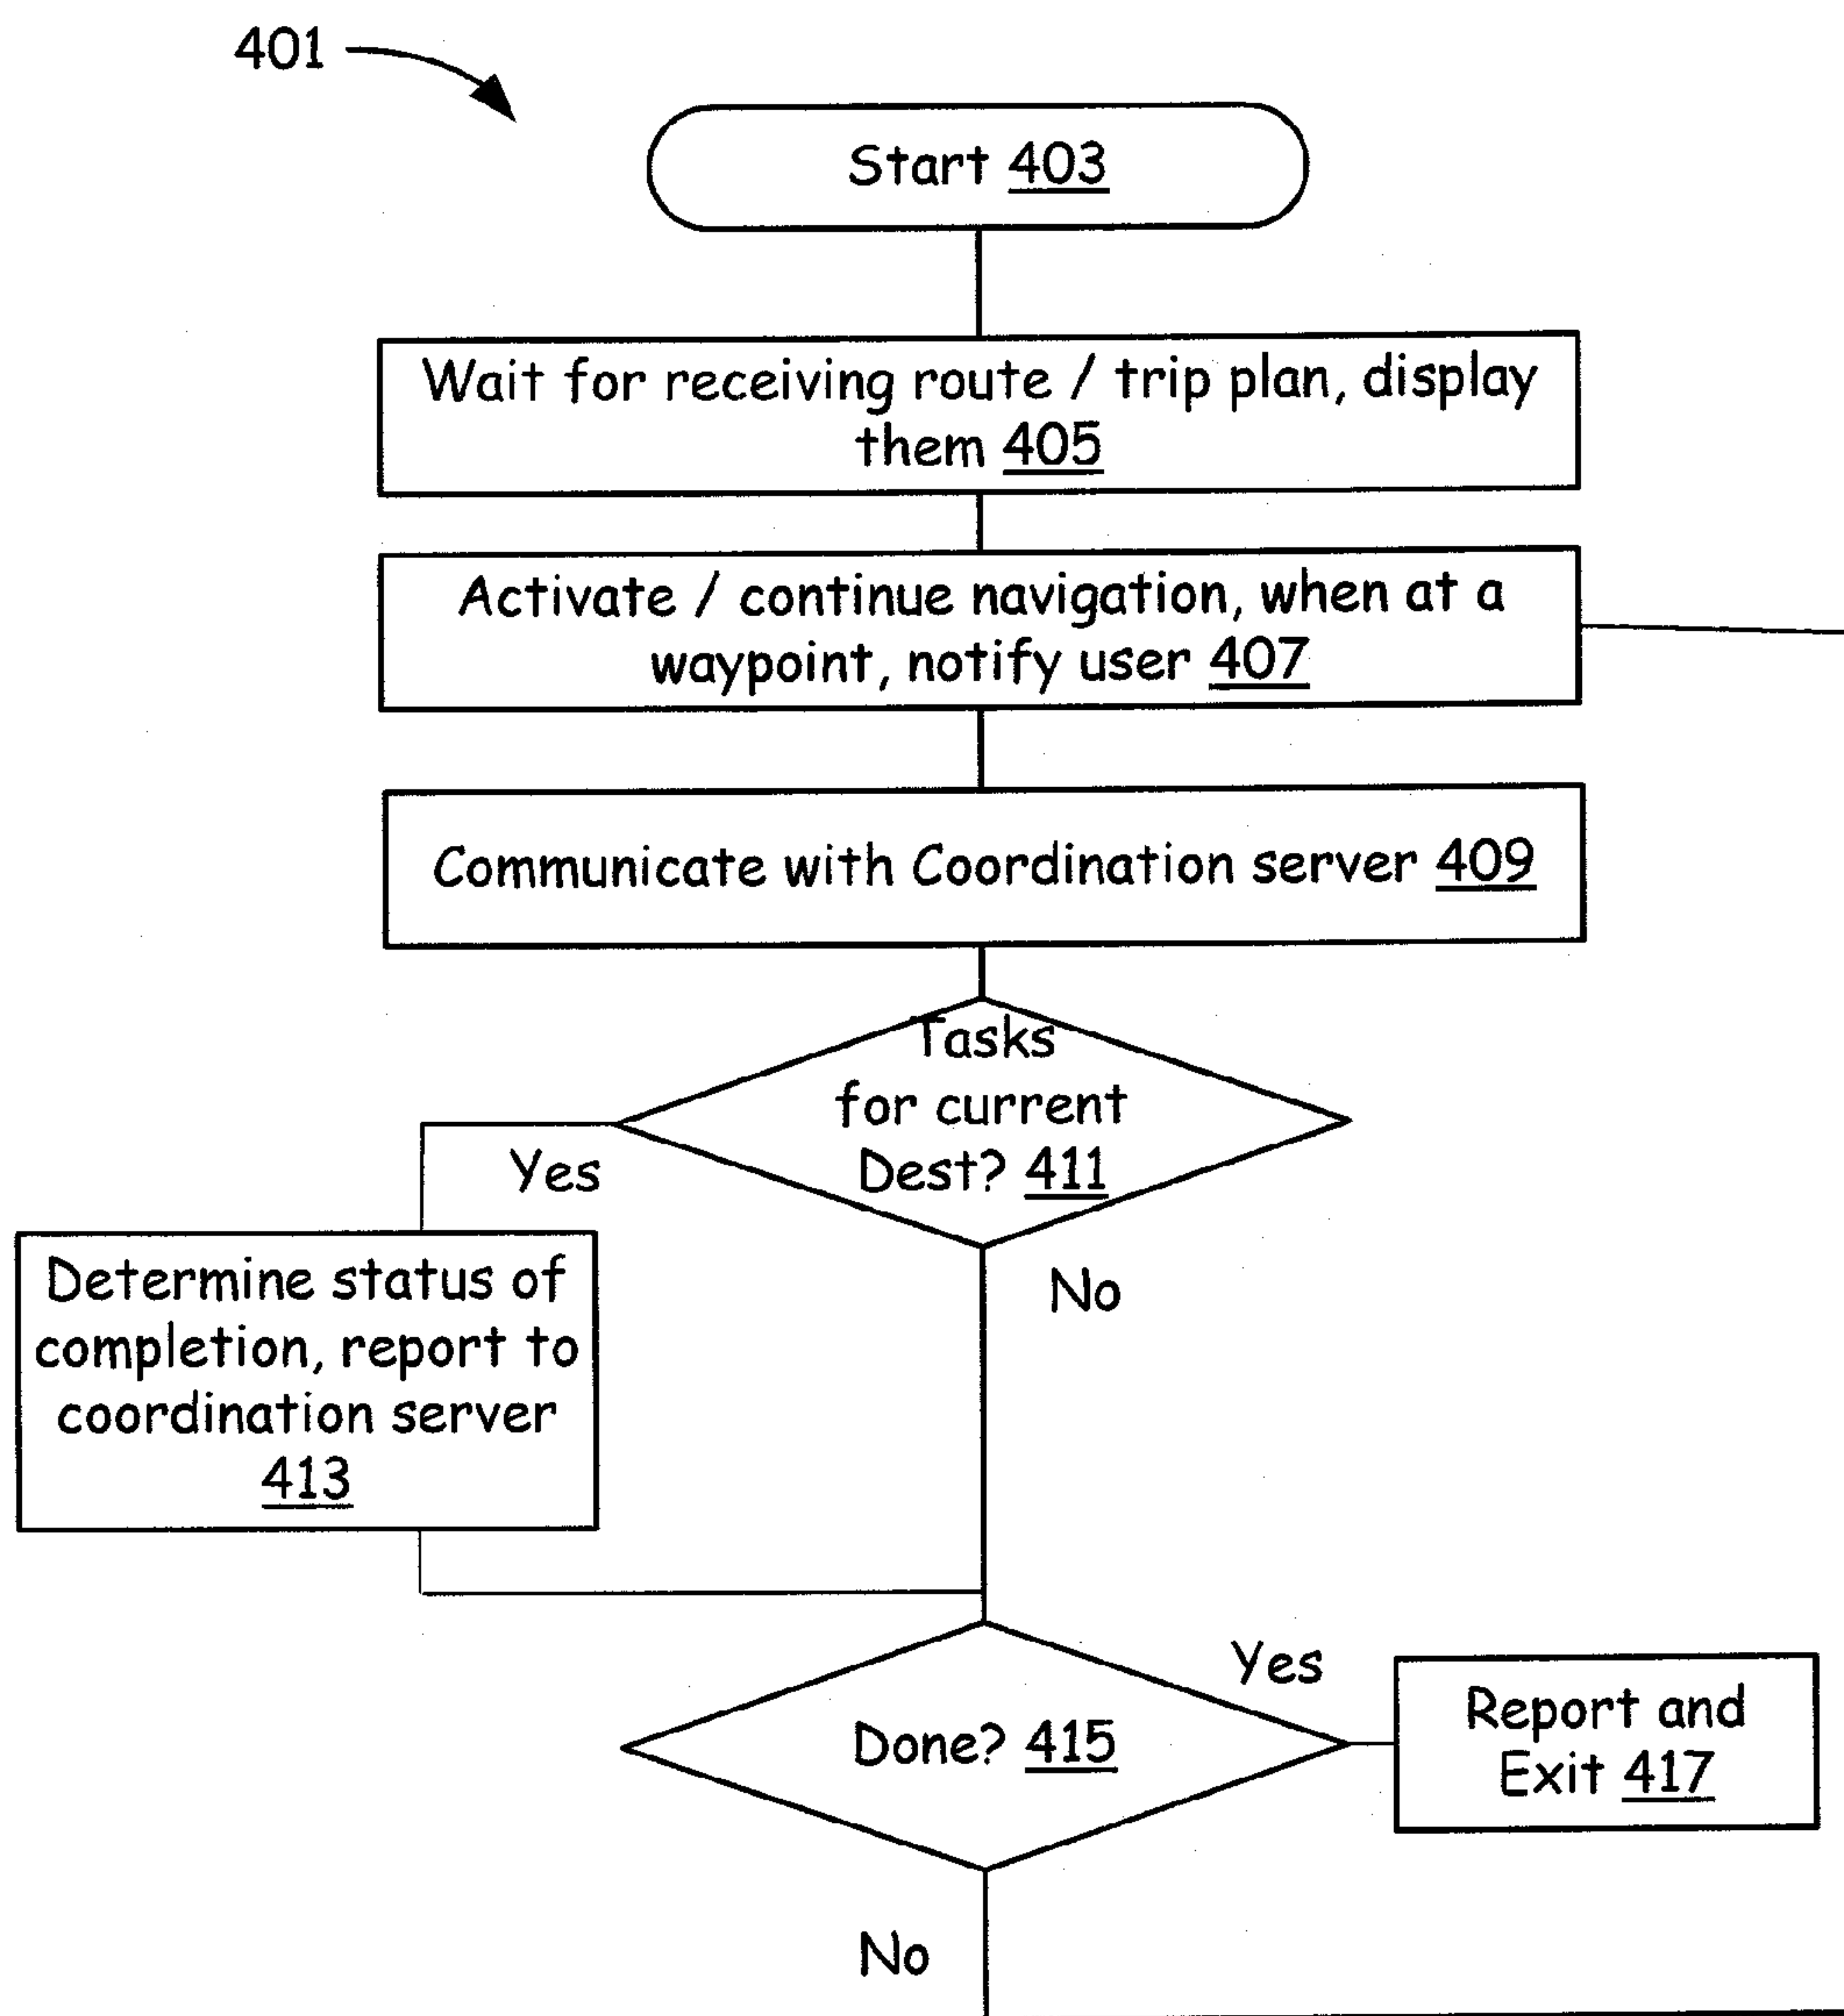 401
Start 403
Wait for receiving route / trip plan, display
them 405
Activate / continue navigation, when at a
waypoint, notify user 407
Communicate with Coordination server 409
Tasks
for current
Dest? 411
Yes
No
Determine status of
completion, report to
coordination server
413
Done? 415
Yes
Report and
Exit 417
No